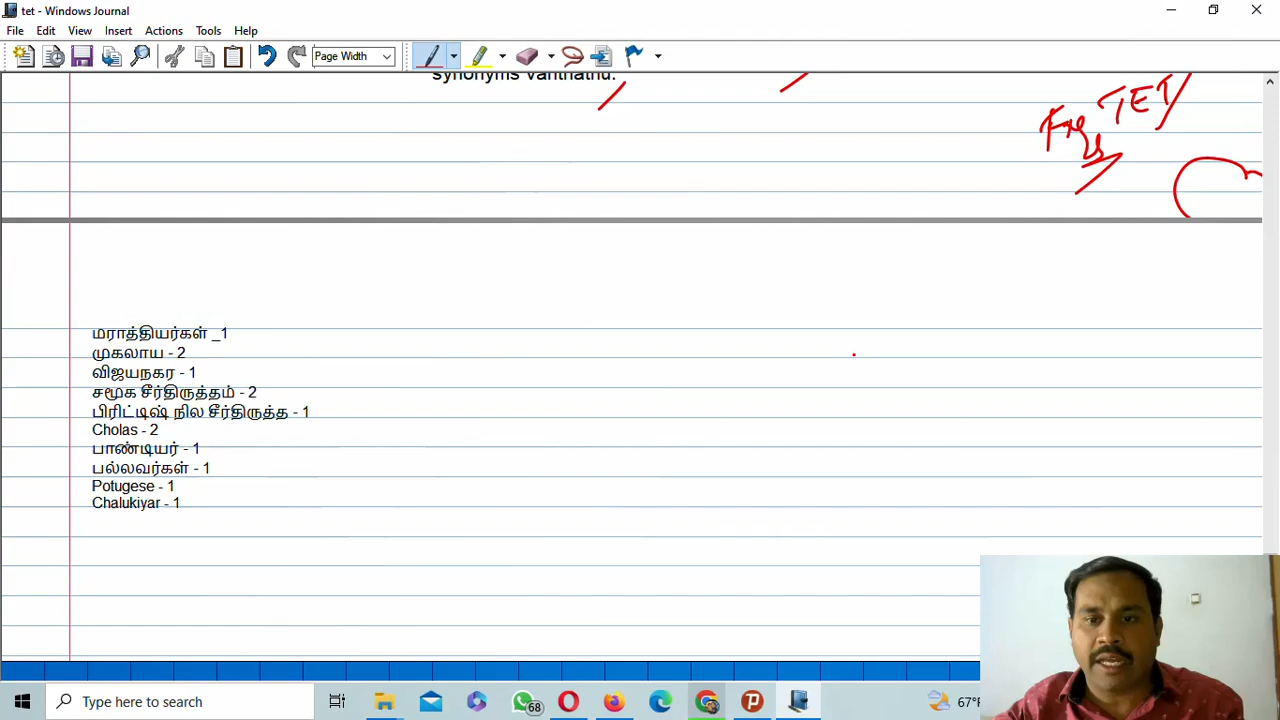 tet - Windows Journal
File Edit View Insert Actions Tools Help
Page Width
synonyms vanthathu.
TET
மராத்தியர்கள் _1
முகலாய - 2
விஜயநகர - 1
சமூக சீர்திருத்தம் - 2
பிரிட்டிஷ் நில சீர்திருத்த - 1
Cholas - 2
பாண்டியர் - 1
பல்லவர்கள் - 1
Potugese - 1
Chalukiyar - 1
Type here to search
68
67°F